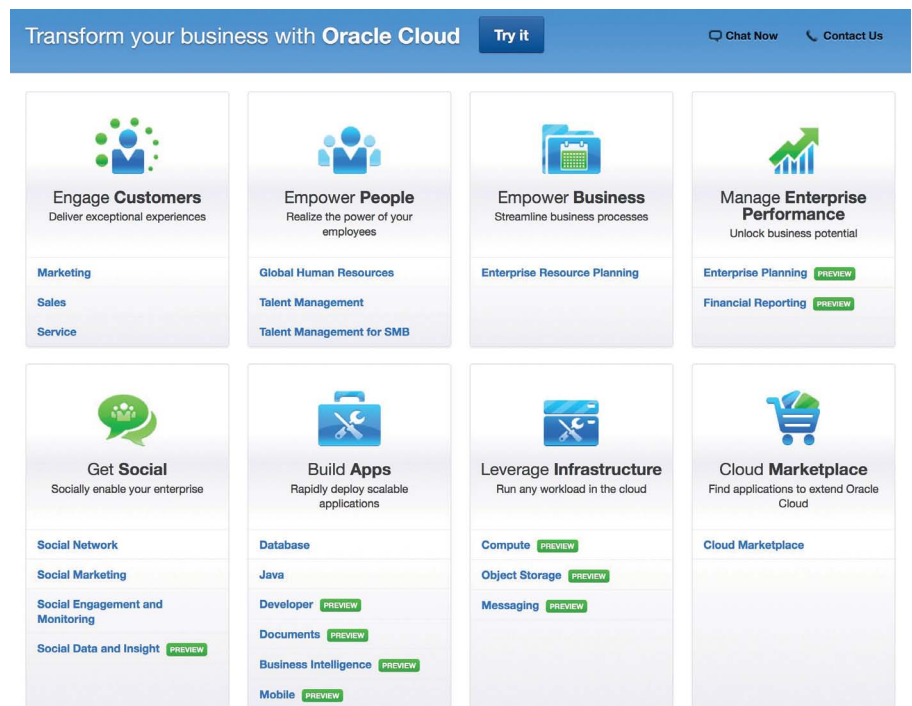 Transform your business with Oracle Cloud
Try it
Chat Now
Contact Us
Engage Customers
Deliver exceptional experiences
Marketing
Sales
Service
Empower People
Realize the power of your
employees
Global Human Resources
Talent Management
Talent Management for SMB
Empower Business
Streamline business processes
Enterprise Resource Planning
Manage Enterprise
Performance
Unlock business potential
Enterprise Planning PREVIEW
Financial Reporting PREVIEW
Get Social
Socially enable your enterprise
Social Network
Social Marketing
Social Engagement and
Monitoring
Social Data and Insight PREVIEW
Build Apps
Rapidly deploy scalable
applications
Database
Java
Developer PREVIEW
Documents PREVIEW
Business Intelligence PREVIEW
Mobile PREVIEW
Leverage Infrastructure
Run any workload in the cloud
Compute PREVIEW
Object Storage PREVIEW
Messaging PREVIEW
Cloud Marketplace
Find applications to extend Oracle
Cloud
Cloud Marketplace